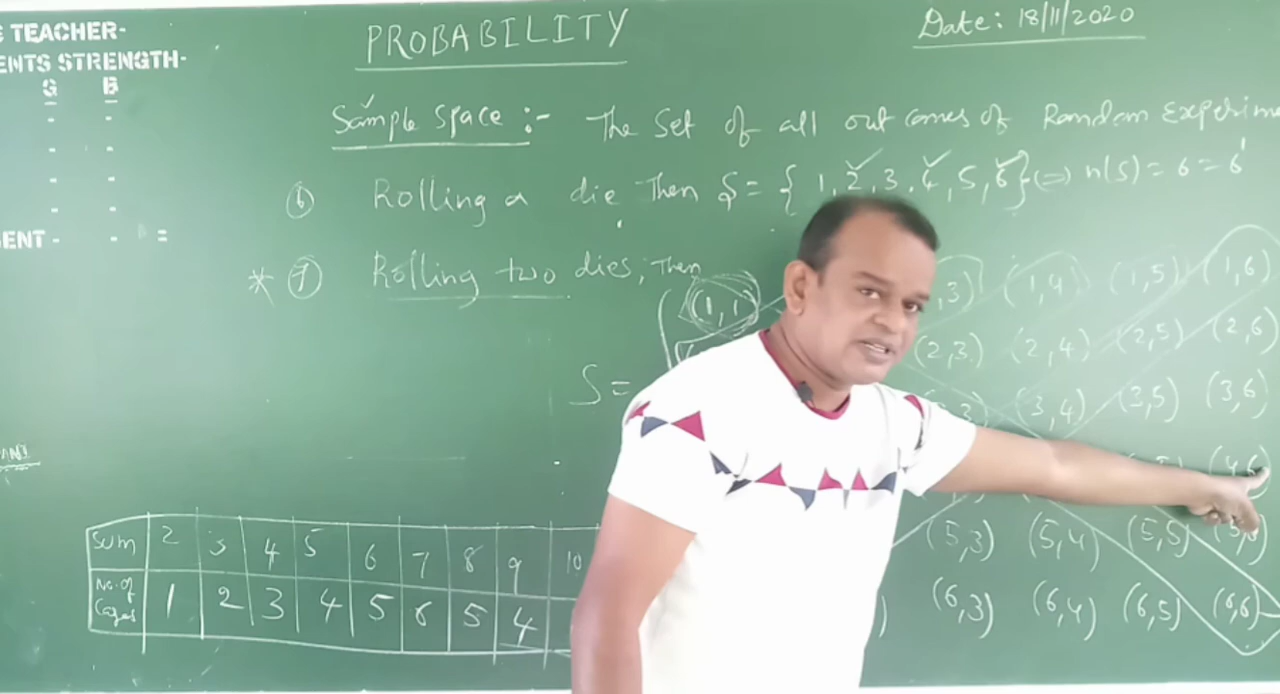 TEACHER-
ENTS STRENGTH-
G B
- -
- -
- -
- -
ENT - - =
PROBABILITY
Date: 18/11/2020
Sample Space :- The Set of all out comes of Random Experime
⑥ Rolling a die Then S = { 1, 2, 3, 4, 5, 6 } ⇔ n(S) = 6 = 6¹
* ⑦ Rolling two dies, Then
S =
(1,1) ,3) (1,4) (1,5) (1,6)
(2,3) (2,4) (2,5) (2,6)
(3,4) (3,5) (3,6)
(4,6)
(5,3) (5,4) (5,5)
) (6,3) (6,4) (6,5) (6,6)
Sum 2 3 4 5 6 7 8 9 10
No. of Cases 1 2 3 4 5 6 5 4